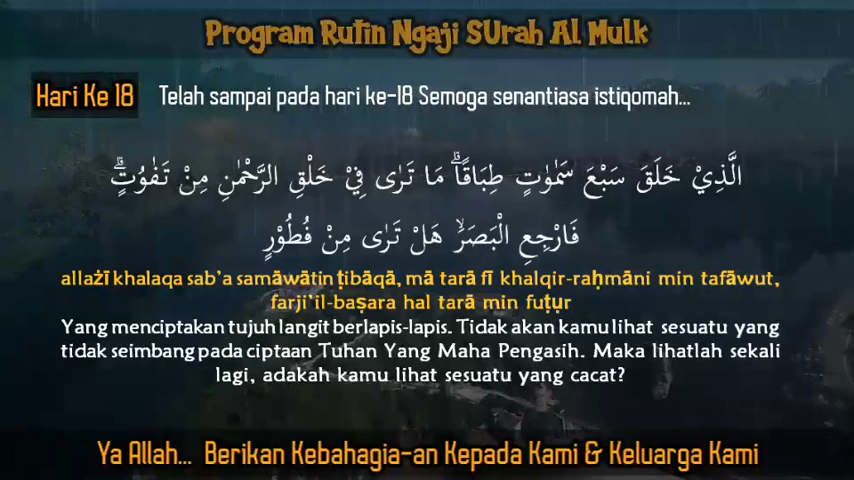 Program Rutin Ngaji SUrah Al Mulk
Hari Ke 18
Telah sampai pada hari ke-18 Semoga senantiasa istiqomah...
الَّذِيْ خَلَقَ سَبْعَ سَمٰوٰتٍ طِبَاقًاۗ مَا تَرٰى فِيْ خَلْقِ الرَّحْمٰنِ مِنْ تَفٰوُتٍۗ
فَارْجِعِ الْبَصَرَۙ هَلْ تَرٰى مِنْ فُطُوْرٍ
allażī khalaqa sab'a samāwātin ṭibāqā, mā tarā fī khalqir-raḥmāni min tafāwut,
farji'il-baṣara hal tarā min fuṭụr
Yang menciptakan tujuh langit berlapis-lapis. Tidak akan kamu lihat sesuatu yang
tidak seimbang pada ciptaan Tuhan Yang Maha Pengasih. Maka lihatlah sekali
lagi, adakah kamu lihat sesuatu yang cacat?
Ya Allah... Berikan Kebahagia-an Kepada Kami & Keluarga Kami